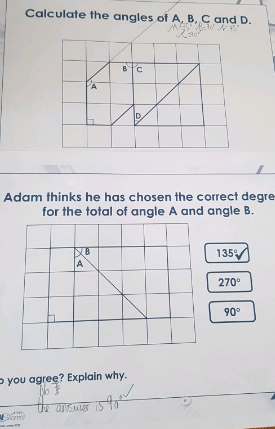 Calculate the angles of A, B, C and D.
B C
A
D
Adam thinks he has chosen the correct degre
for the total of angle A and angle B.
B
A
135°
270°
90°
o you agree? Explain why.
No
the answer is 90°